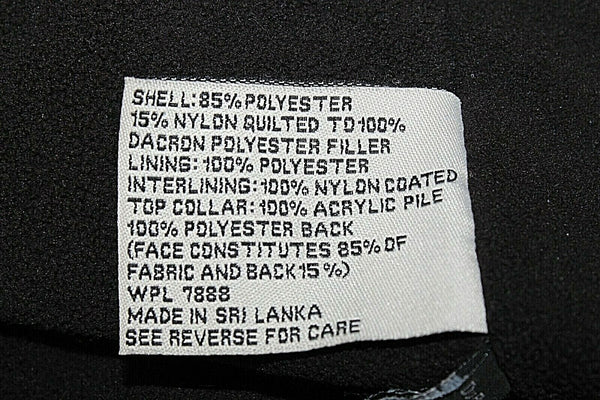 SHELL: 85% POLYESTER
15% NYLON QUILTED TO 100%
DACRON POLYESTER FILLER
LINING: 100% POLYESTER
INTERLINING: 100% NYLON COATED
TOP COLLAR: 100% ACRYLIC PILE
100% POLYESTER BACK
(FACE CONSTITUTES 85% OF
FABRIC AND BACK 15%)
WPL 7888
MADE IN SRI LANKA
SEE REVERSE FOR CARE